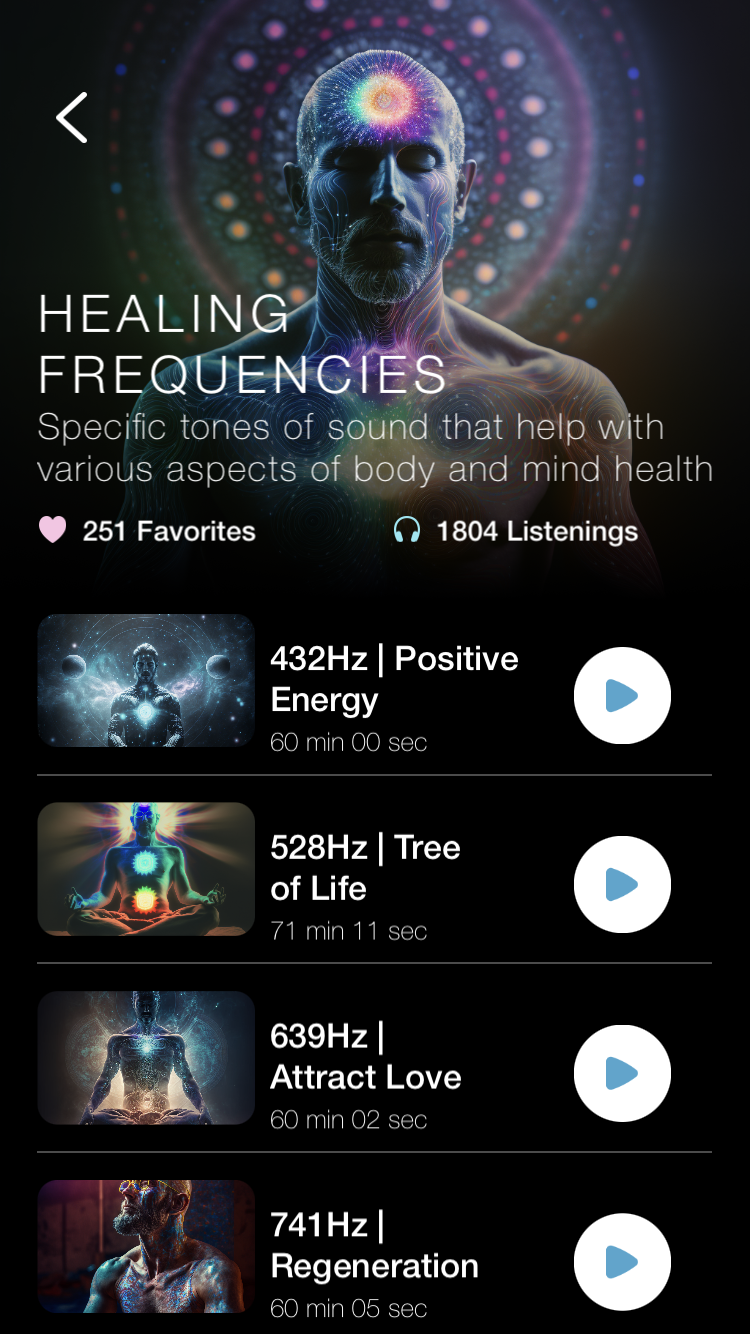 HEALING
FREQUENCIES
Specific tones of sound that help with
various aspects of body and mind health
251 Favorites
1804 Listenings
432Hz | Positive
Energy
60 min 00 sec
528Hz | Tree
of Life
71 min 11 sec
639Hz |
Attract Love
60 min 02 sec
741Hz |
Regeneration
60 min 05 sec